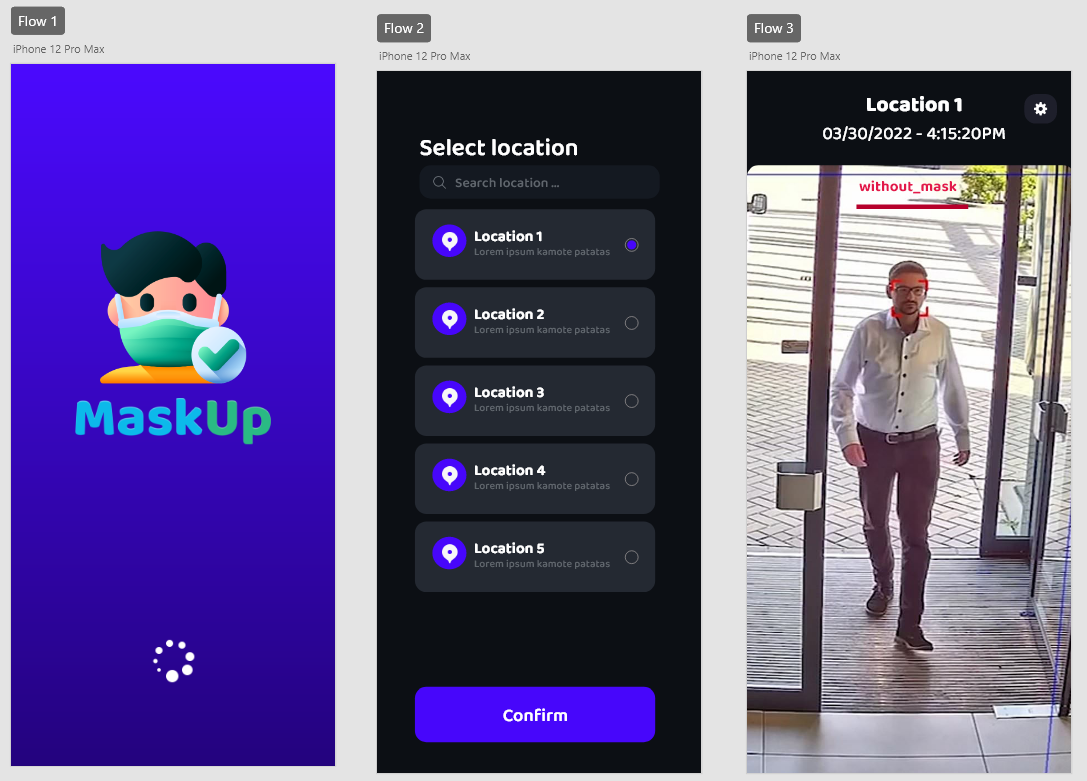 Flow 1
iPhone 12 Pro Max
MaskUp
Flow 2
iPhone 12 Pro Max
Select location
Search location ...
Location 1
Lorem ipsum kamote patatas
Location 2
Lorem ipsum kamote patatas
Location 3
Lorem ipsum kamote patatas
Location 4
Lorem ipsum kamote patatas
Location 5
Lorem ipsum kamote patatas
Confirm
Flow 3
iPhone 12 Pro Max
Location 1
03/30/2022 - 4:15:20PM
without_mask